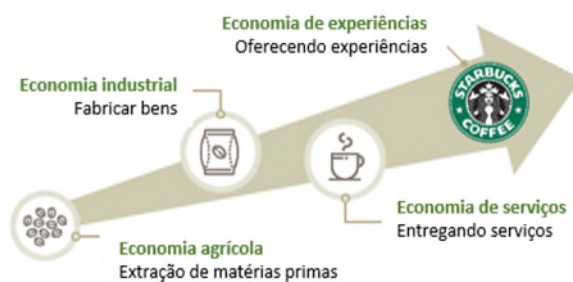 Economia de experiências
Oferecendo experiências
Economia industrial
Fabricar bens
STARBUCKS
COFFEE
Economia de serviços
Entregando serviços
Economia agrícola
Extração de matérias primas